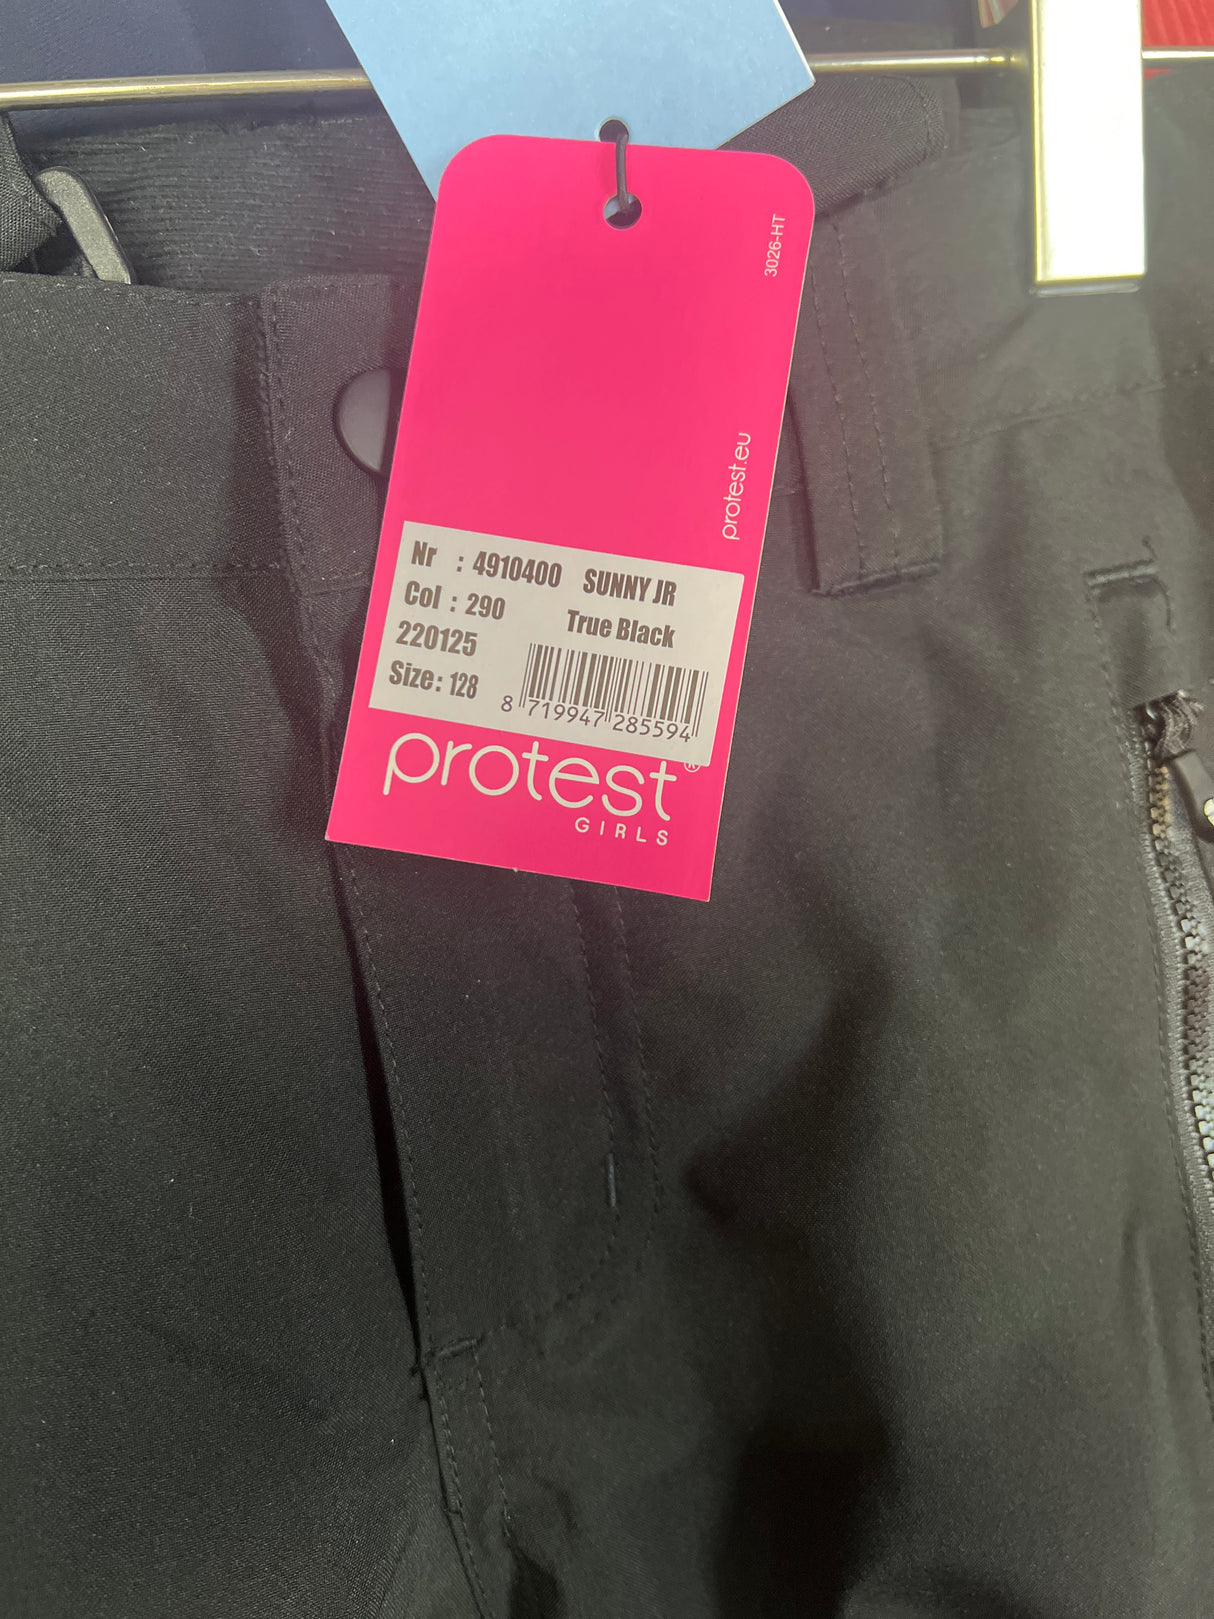 3026-HT
protest.eu
Nr : 4910400 SUNNY JR
Col : 290 True Black
220125
Size: 128
8 719947 285594
protest®
GIRLS